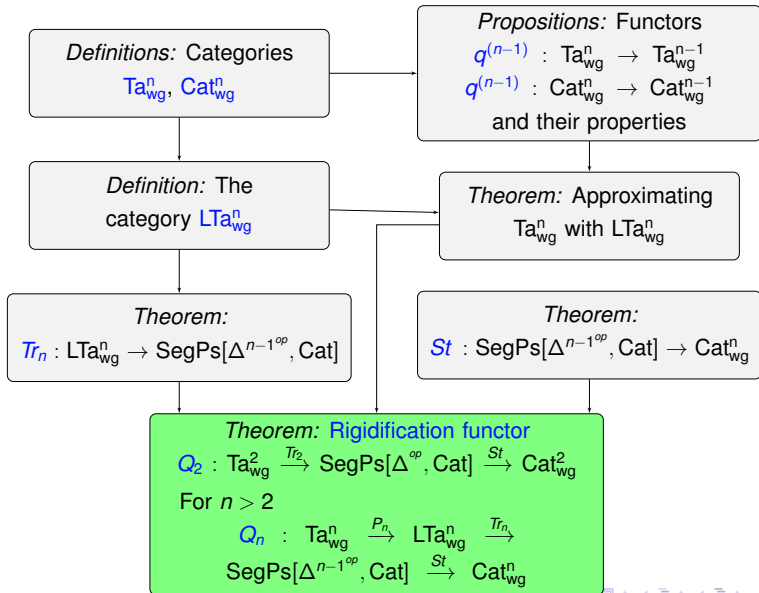 Definitions: Categories
Ta^n_wg, Cat^n_wg
Propositions: Functors
q^(n−1) : Ta^n_wg → Ta^{n−1}_wg
q^(n−1) : Cat^n_wg → Cat^{n−1}_wg
and their properties
Definition: The
category LTa^n_wg
Theorem: Approximating
Ta^n_wg with LTa^n_wg
Theorem:
Tr_n : LTa^n_wg → SegPs[Δ^{n−1^{op}}, Cat]
Theorem:
St : SegPs[Δ^{n−1^{op}}, Cat] → Cat^n_wg
Theorem: Rigidification functor
Q_2 : Ta^2_wg —Tr_2→ SegPs[Δ^{op}, Cat] —St→ Cat^2_wg
For n > 2
Q_n : Ta^n_wg —P_n→ LTa^n_wg —Tr_n→
SegPs[Δ^{n−1^{op}}, Cat] —St→ Cat^n_wg